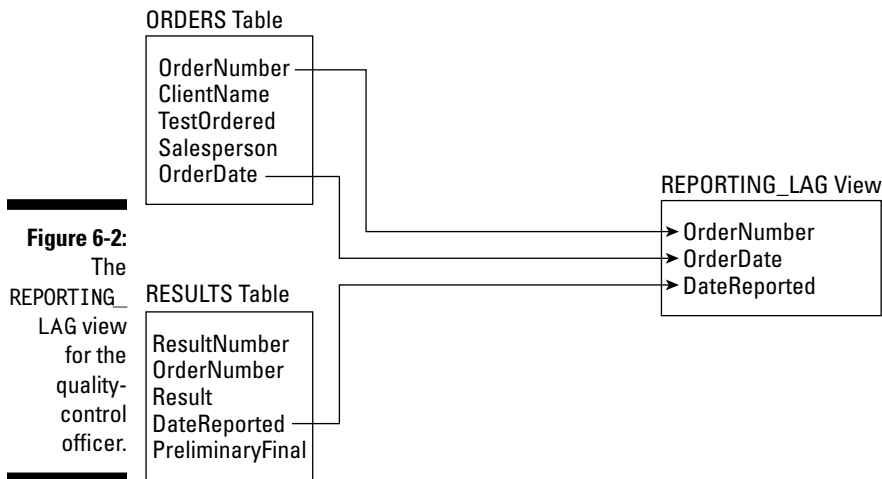 ORDERS Table
OrderNumber
ClientName
TestOrdered
Salesperson
OrderDate
REPORTING_LAG View
OrderNumber
OrderDate
DateReported
Figure 6-2:
The
REPORTING_
LAG view
for the
quality-
control
officer.
RESULTS Table
ResultNumber
OrderNumber
Result
DateReported
PreliminaryFinal